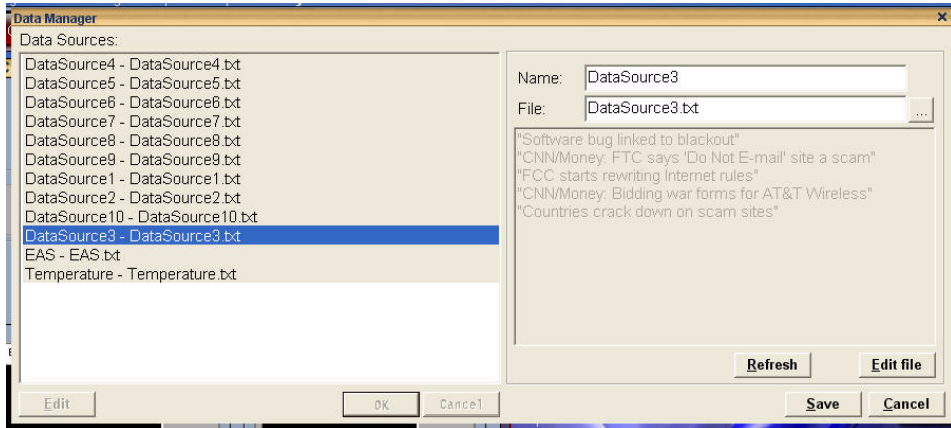 Data Manager
Data Sources:
DataSource4 - DataSource4.txt
DataSource5 - DataSource5.txt
DataSource6 - DataSource6.txt
DataSource7 - DataSource7.txt
DataSource8 - DataSource8.txt
DataSource9 - DataSource9.txt
DataSource1 - DataSource1.txt
DataSource2 - DataSource2.txt
DataSource10 - DataSource10.txt
DataSource3 - DataSource3.txt
EAS - EAS.txt
Temperature - Temperature.txt
Edit
OK
Cancel
Name: DataSource3
File: DataSource3.txt ...
"Software bug linked to blackout"
"CNN/Money: FTC says 'Do Not E-mail' site a scam"
"FCC starts rewriting Internet rules"
"CNN/Money: Bidding war forms for AT&T Wireless"
"Countries crack down on scam sites"
Refresh
Edit file
Save
Cancel